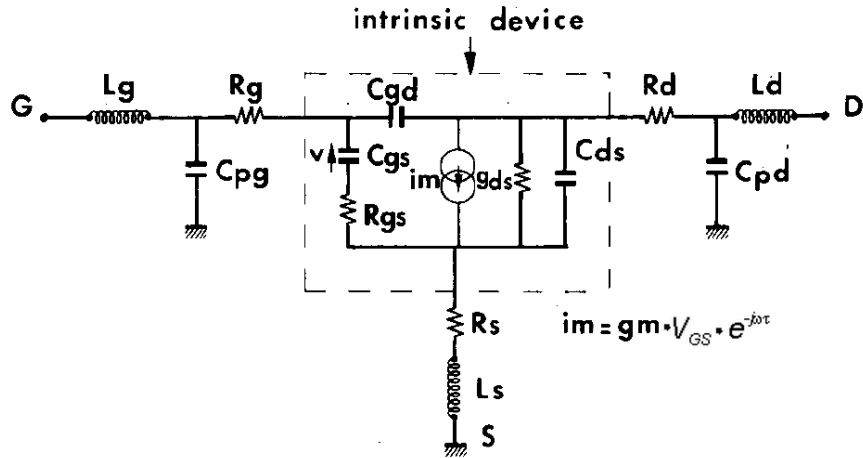 intrinsic device
Lg
Rg
Cgd
Rd
Ld
G
D
v
Cgs
Cpg
im
gds
Cds
Cpd
Rgs
Rs
im = gm · V_GS · e^-jωτ
Ls
S